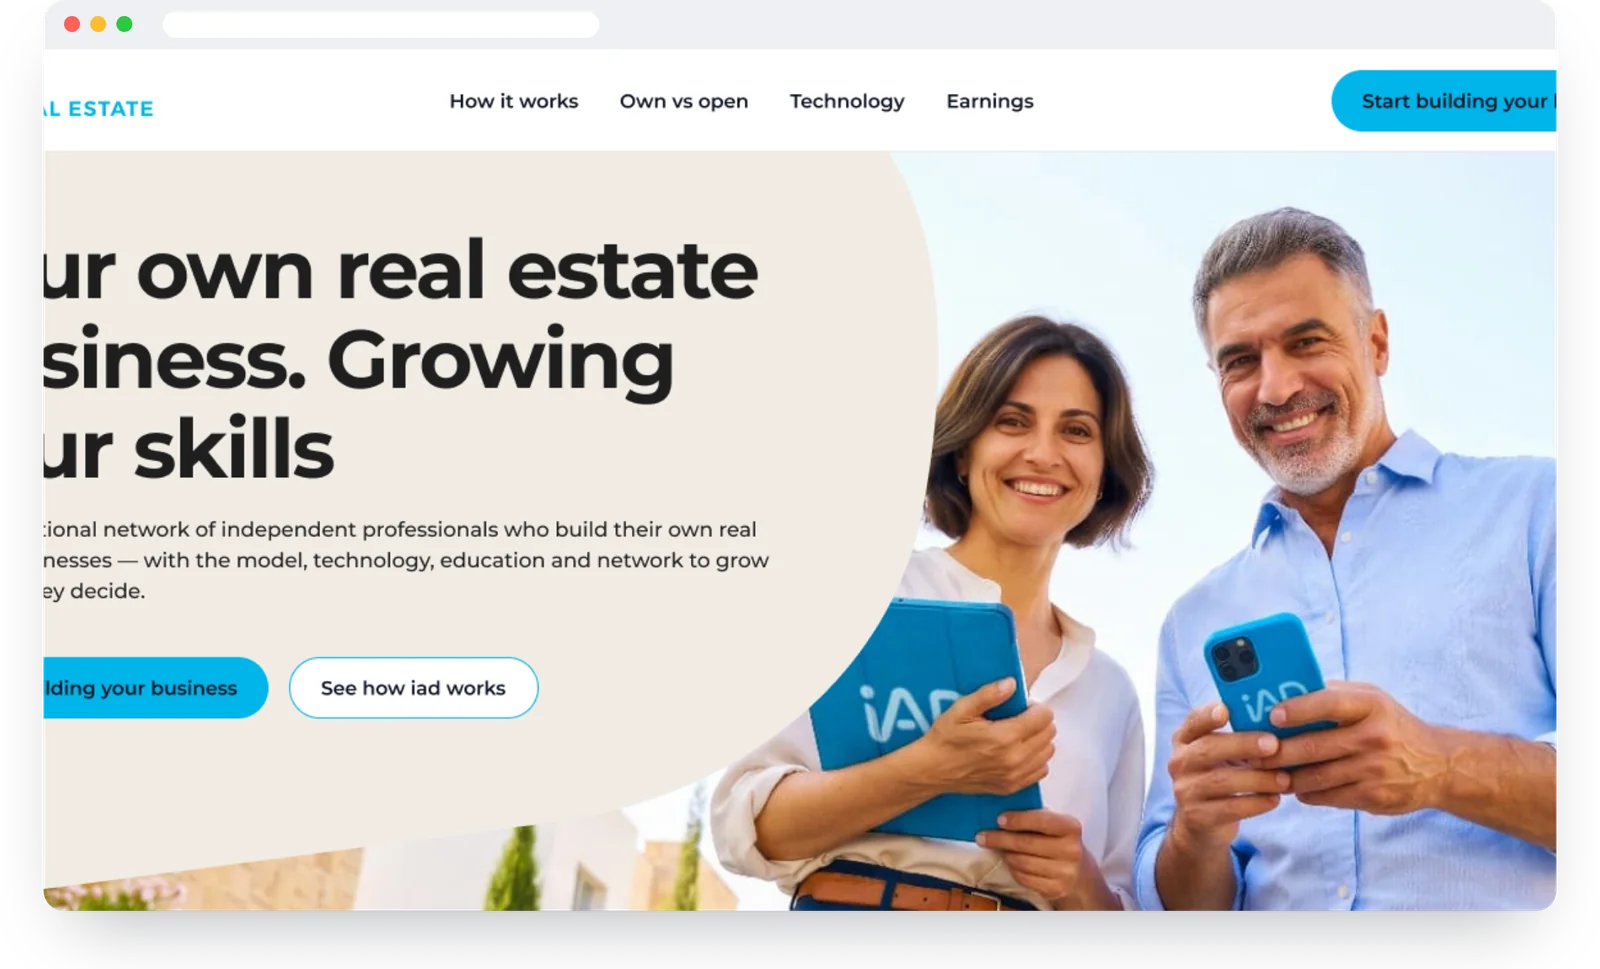 AL ESTATE
How it works
Own vs open
Technology
Earnings
Start building your
ur own real estate
siness. Growing
ur skills
tional network of independent professionals who build their own real
nesses — with the model, technology, education and network to grow
ey decide.
lding your business
See how iad works
iAD
iAD